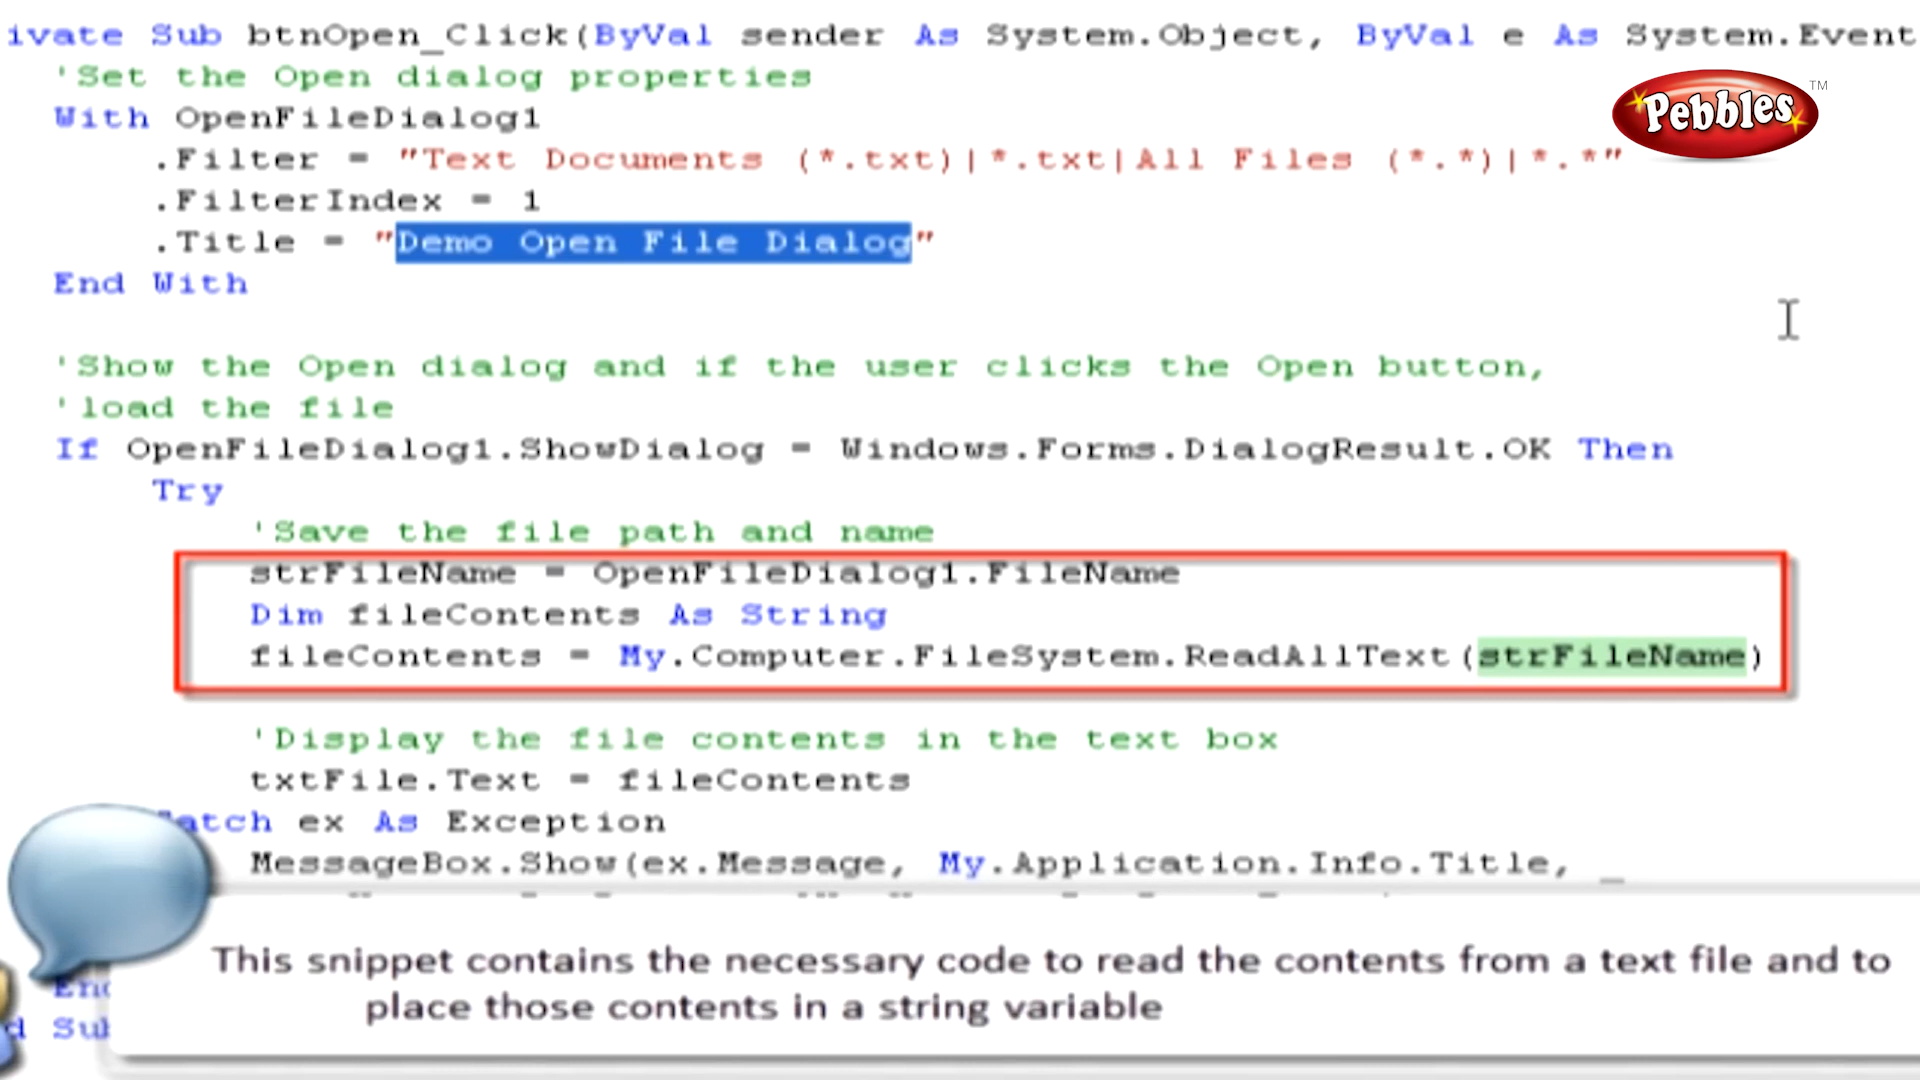 ivate Sub btnOpen_Click(ByVal sender As System.Object, ByVal e As System.Event
'Set the Open dialog properties
With OpenFileDialog1
Pebbles TM
.Filter = "Text Documents (*.txt)|*.txt|All Files (*.*)|*.*"
.FilterIndex = 1
.Title = "Demo Open File Dialog"
End With
'Show the Open dialog and if the user clicks the Open button,
'load the file
If OpenFileDialog1.ShowDialog = Windows.Forms.DialogResult.OK Then
Try
'Save the file path and name
strFileName = OpenFileDialog1.FileName
Dim fileContents As String
fileContents = My.Computer.FileSystem.ReadAllText(strFileName)
'Display the file contents in the text box
txtFile.Text = fileContents
atch ex As Exception
MessageBox.Show(ex.Message, My.Application.Info.Title, _
This snippet contains the necessary code to read the contents from a text file and to
place those contents in a string variable
En
d Su